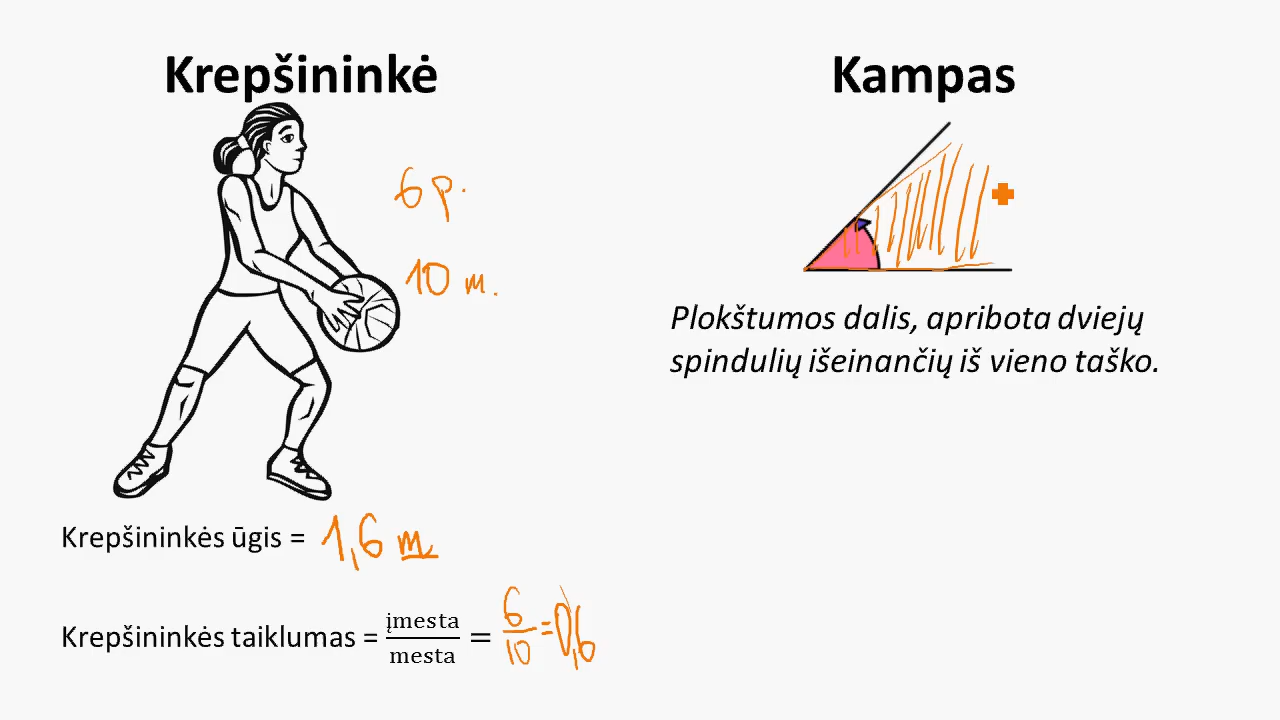 Krepšininkė
6 p.
10 m.
Krepšininkės ūgis = 1,6 m
Krepšininkės taiklumas = įmesta/mesta = 6/10 = 0,6
Kampas
Plokštumos dalis, apribota dviejų
spindulių išeinančių iš vieno taško.